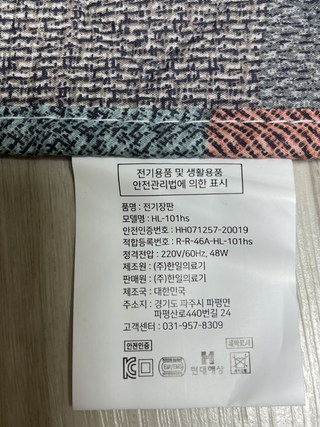 전기용품 및 생활용품
안전관리법에 의한 표시
품명 : 전기장판
모델명 : HL-101hs
안전인증번호 : HH071257-20019
적합등록번호 : R-R-46A-HL-101hs
정격전압 : 220V/60Hz, 48W
제조원 : (주)한일의료기
판매원 : (주)한일의료기
제조국 : 대한민국
주소지 : 경기도 파주시 파평면
파평산로440번길 24
고객센터 : 031-957-8309
안전인증
현대해상